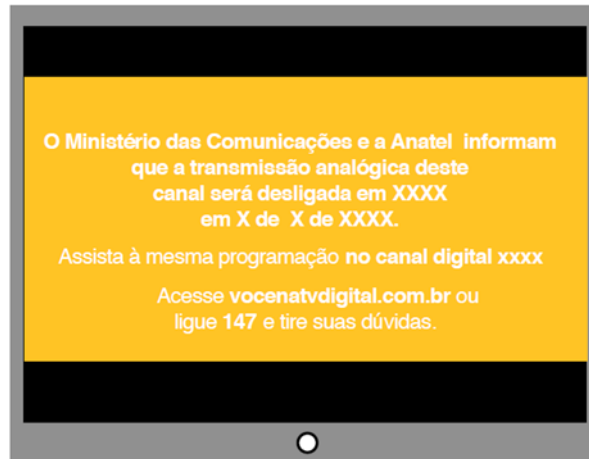 O Ministério das Comunicações e a Anatel informam
que a transmissão analógica deste
canal será desligada em XXXX
em X de X de XXXX.
Assista à mesma programação no canal digital xxxx
Acesse vocenatvdigital.com.br ou
ligue 147 e tire suas dúvidas.